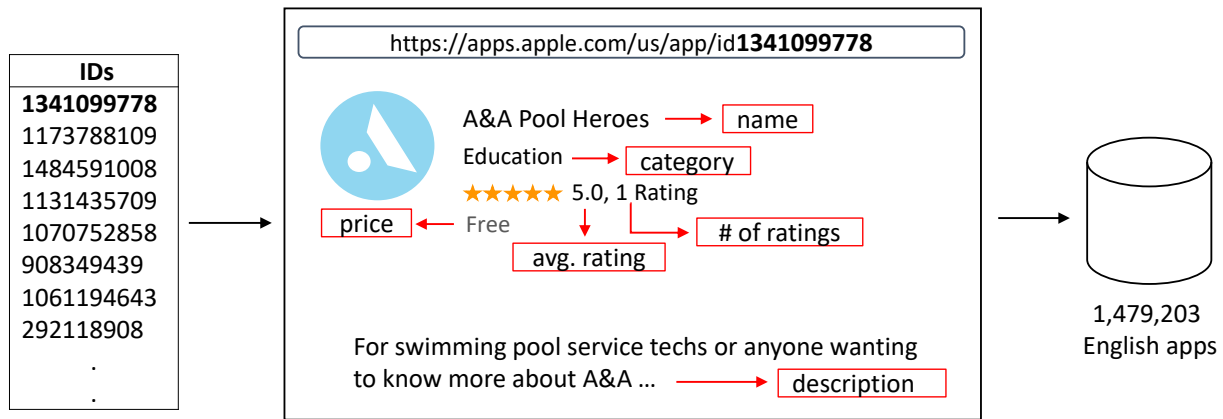 IDs
1341099778
1173788109
1484591008
1131435709
1070752858
908349439
1061194643
292118908
.
.
https://apps.apple.com/us/app/id1341099778
A&A Pool Heroes
name
Education
category
5.0, 1 Rating
price
Free
# of ratings
avg. rating
For swimming pool service techs or anyone wanting
to know more about A&A ...
description
1,479,203
English apps